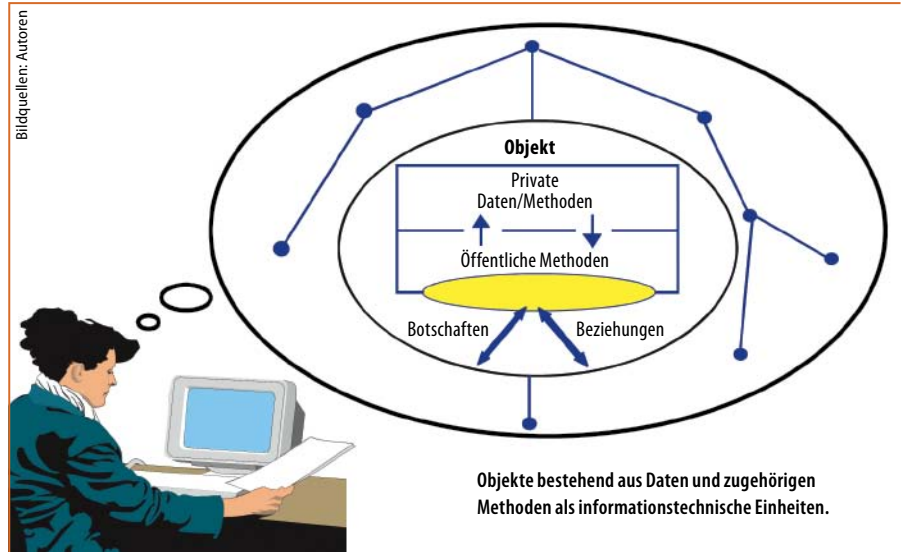 Bildquellen: Autoren
Objekt
Private
Daten/Methoden
Öffentliche Methoden
Botschaften
Beziehungen
Objekte bestehend aus Daten und zugehörigen
Methoden als informationstechnische Einheiten.